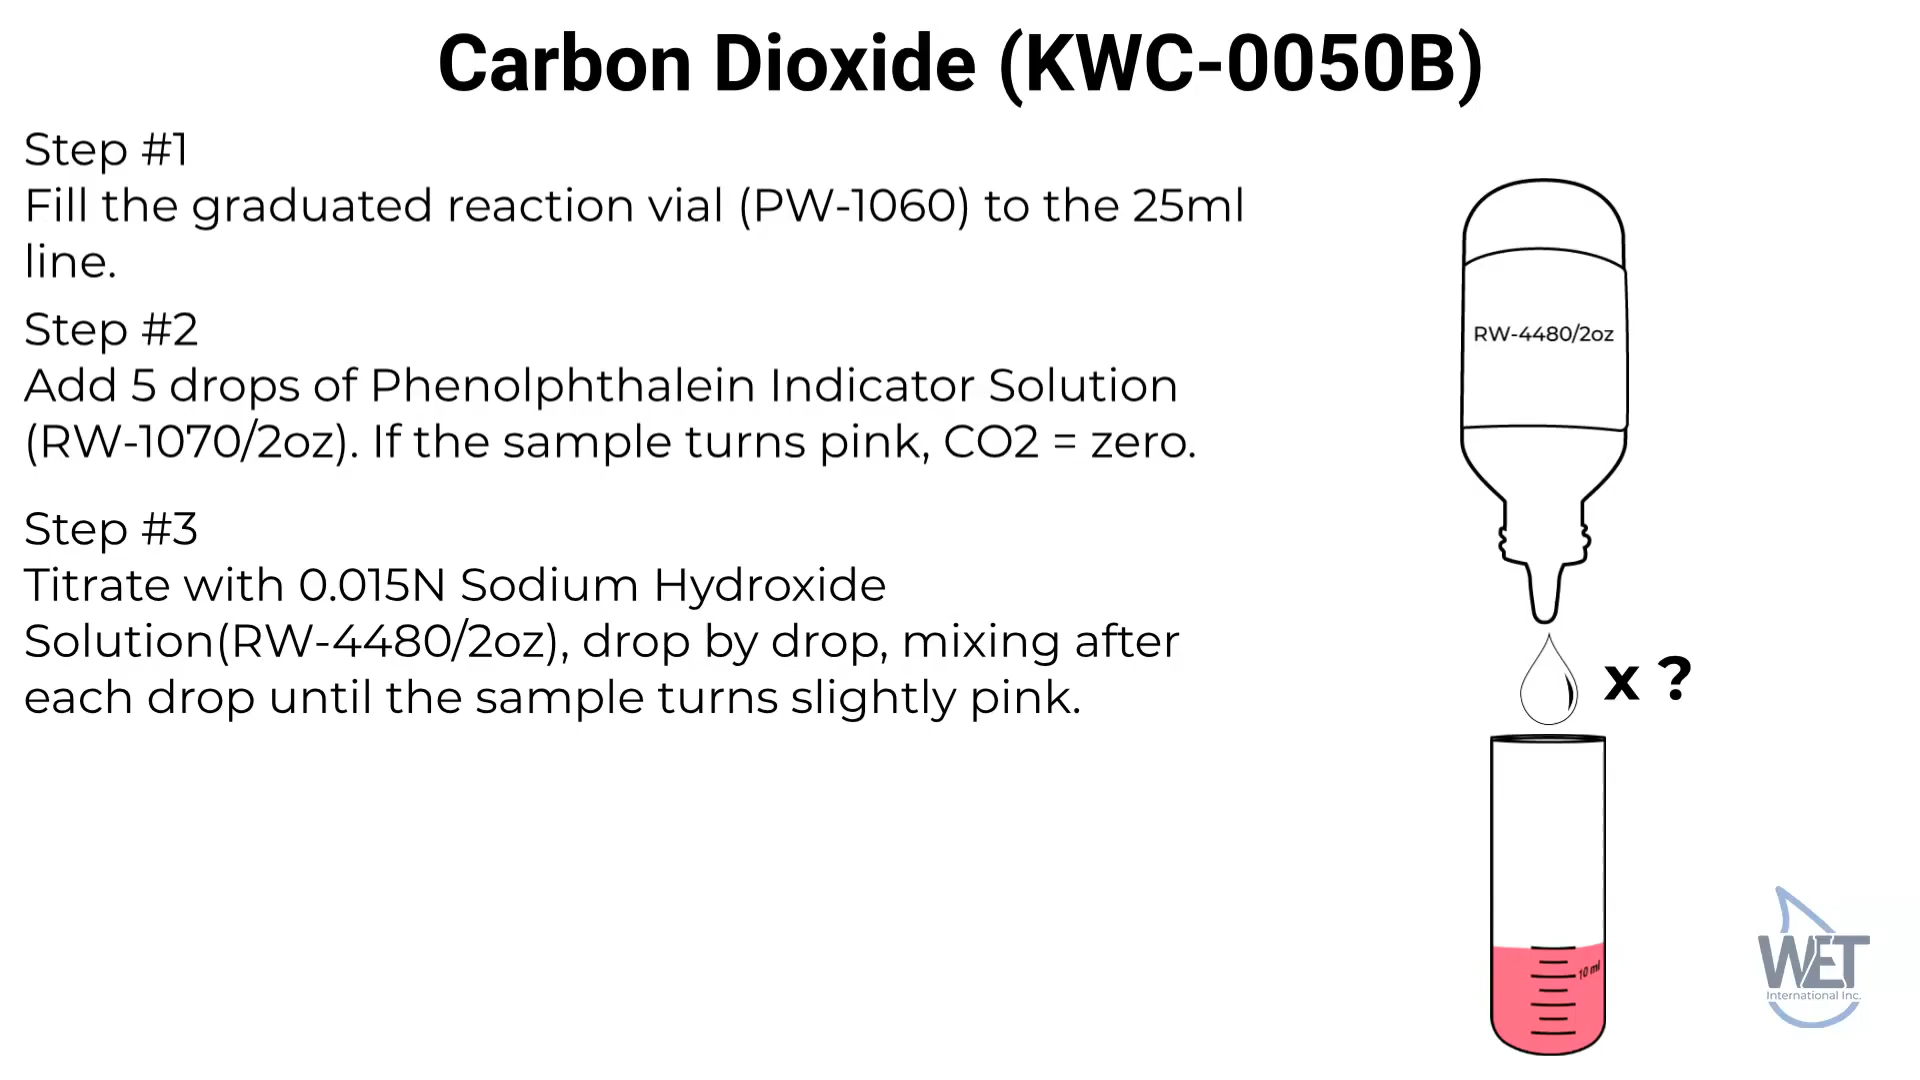 Carbon Dioxide (KWC-0050B)
Step #1
Fill the graduated reaction vial (PW-1060) to the 25ml
line.
Step #2
Add 5 drops of Phenolphthalein Indicator Solution
(RW-1070/2oz). If the sample turns pink, CO2 = zero.
Step #3
Titrate with 0.015N Sodium Hydroxide
Solution(RW-4480/2oz), drop by drop, mixing after
each drop until the sample turns slightly pink.
RW-4480/2oz
x ?
10 ml
WET
International Inc.